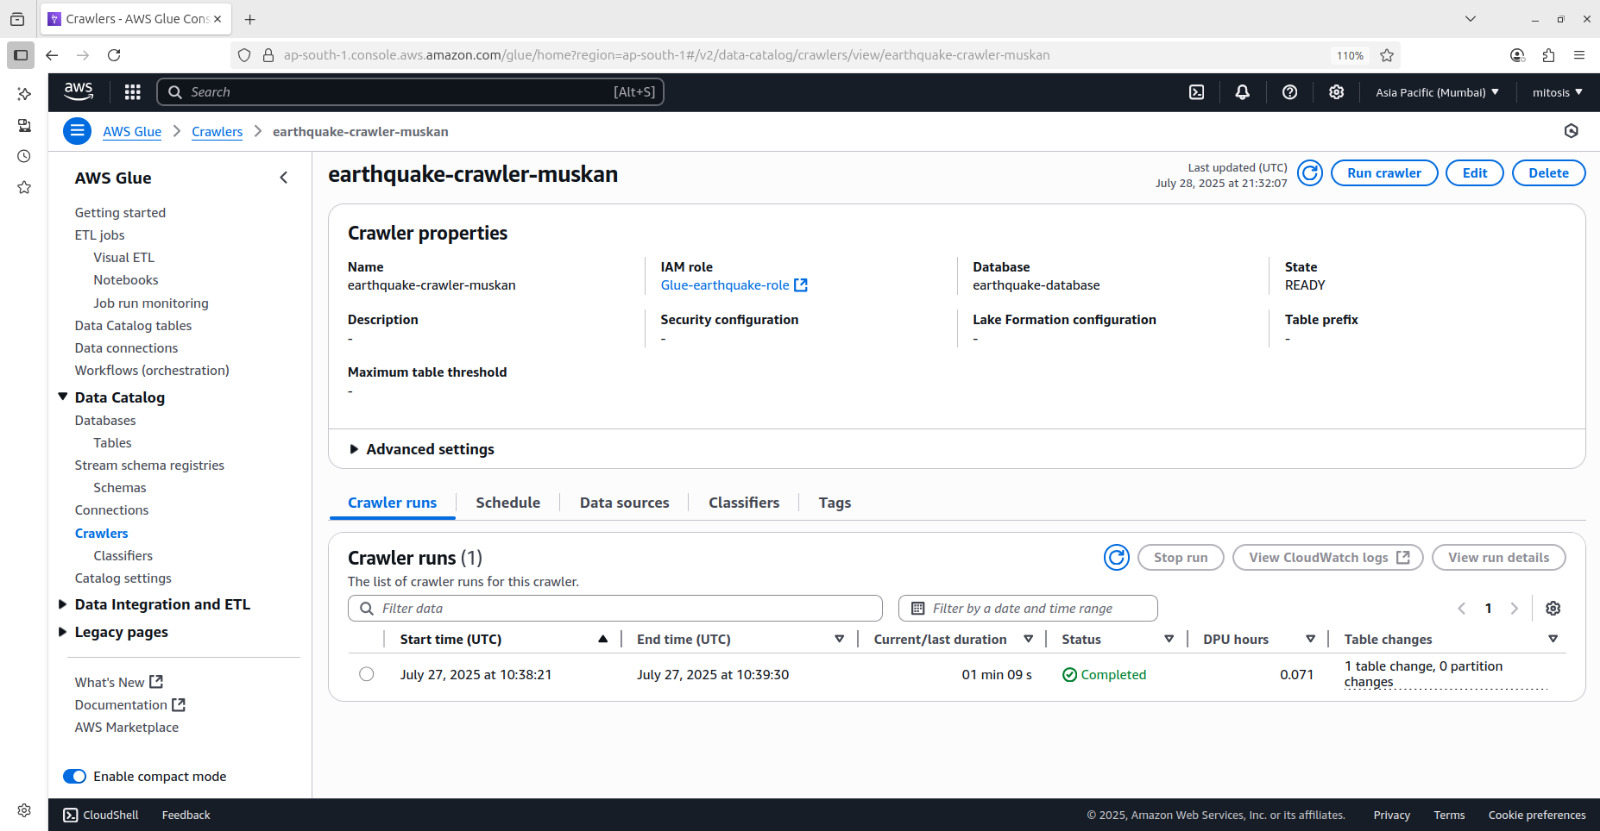 Crawlers - AWS Glue Cons
ap-south-1.console.aws.amazon.com/glue/home?region=ap-south-1#/v2/data-catalog/crawlers/view/earthquake-crawler-muskan
110%
aws
Search
[Alt+S]
Asia Pacific (Mumbai)
mitosis
AWS Glue
Crawlers
earthquake-crawler-muskan
AWS Glue
Getting started
ETL jobs
Visual ETL
Notebooks
Job run monitoring
Data Catalog tables
Data connections
Workflows (orchestration)
Data Catalog
Databases
Tables
Stream schema registries
Schemas
Connections
Crawlers
Classifiers
Catalog settings
Data Integration and ETL
Legacy pages
What's New
Documentation
AWS Marketplace
Enable compact mode
earthquake-crawler-muskan
Last updated (UTC)
July 28, 2025 at 21:32:07
Run crawler
Edit
Delete
Crawler properties
Name
earthquake-crawler-muskan
IAM role
Glue-earthquake-role
Database
earthquake-database
State
READY
Description
-
Security configuration
-
Lake Formation configuration
-
Table prefix
-
Maximum table threshold
-
Advanced settings
Crawler runs
Schedule
Data sources
Classifiers
Tags
Crawler runs (1)
The list of crawler runs for this crawler.
Stop run
View CloudWatch logs
View run details
Filter data
Filter by a date and time range
1
Start time (UTC)
End time (UTC)
Current/last duration
Status
DPU hours
Table changes
July 27, 2025 at 10:38:21
July 27, 2025 at 10:39:30
01 min 09 s
Completed
0.071
1 table change, 0 partition
changes
CloudShell
Feedback
© 2025, Amazon Web Services, Inc. or its affiliates.
Privacy
Terms
Cookie preferences